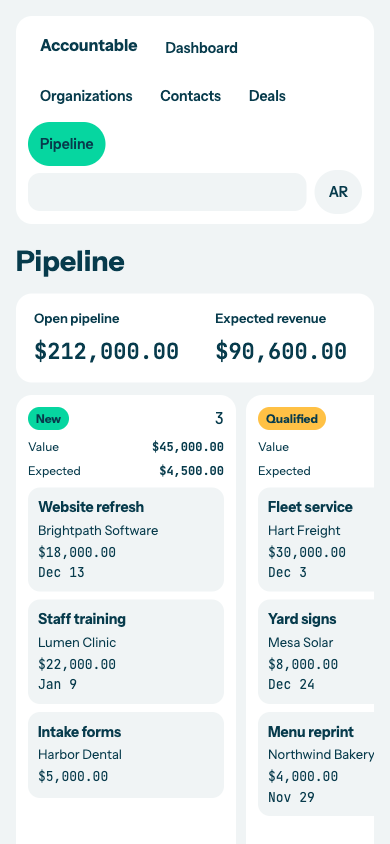 Accountable
Dashboard
Organizations
Contacts
Deals
Pipeline
AR
Pipeline
Open pipeline
$212,000.00
Expected revenue
$90,600.00
New
3
Value
$45,000.00
Expected
$4,500.00
Website refresh
Brightpath Software
$18,000.00
Dec 13
Staff training
Lumen Clinic
$22,000.00
Jan 9
Intake forms
Harbor Dental
$5,000.00
Qualified
Value
Expected
Fleet service
Hart Freight
$30,000.00
Dec 3
Yard signs
Mesa Solar
$8,000.00
Dec 24
Menu reprint
Northwind Bakery
$4,000.00
Nov 29